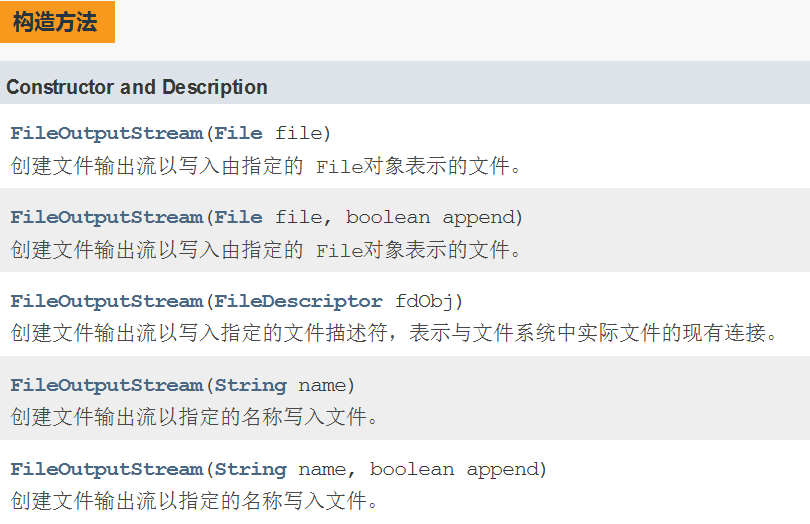 构造方法
Constructor and Description
FileOutputStream(File file)
创建文件输出流以写入由指定的 File对象表示的文件。
FileOutputStream(File file, boolean append)
创建文件输出流以写入由指定的 File对象表示的文件。
FileOutputStream(FileDescriptor fdObj)
创建文件输出流以写入指定的文件描述符，表示与文件系统中实际文件的现有连接。
FileOutputStream(String name)
创建文件输出流以指定的名称写入文件。
FileOutputStream(String name, boolean append)
创建文件输出流以指定的名称写入文件。